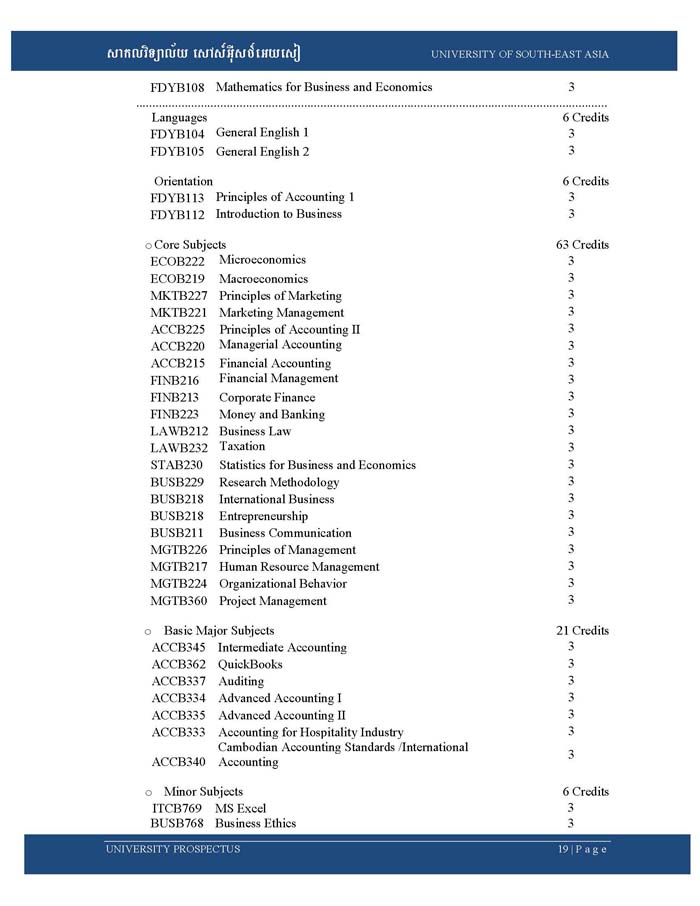 សាកលវិទ្យាល័យ សៅស៍អ៊ីសថ៍អេយសៀ UNIVERSITY OF SOUTH-EAST ASIA
FDYB108 Mathematics for Business and Economics 3
Languages 6 Credits
FDYB104 General English 1 3
FDYB105 General English 2 3
Orientation 6 Credits
FDYB113 Principles of Accounting 1 3
FDYB112 Introduction to Business 3
o Core Subjects 63 Credits
ECOB222 Microeconomics 3
ECOB219 Macroeconomics 3
MKTB227 Principles of Marketing 3
MKTB221 Marketing Management 3
ACCB225 Principles of Accounting II 3
ACCB220 Managerial Accounting 3
ACCB215 Financial Accounting 3
FINB216 Financial Management 3
FINB213 Corporate Finance 3
FINB223 Money and Banking 3
LAWB212 Business Law 3
LAWB232 Taxation 3
STAB230 Statistics for Business and Economics 3
BUSB229 Research Methodology 3
BUSB218 International Business 3
BUSB218 Entrepreneurship 3
BUSB211 Business Communication 3
MGTB226 Principles of Management 3
MGTB217 Human Resource Management 3
MGTB224 Organizational Behavior 3
MGTB360 Project Management 3
o Basic Major Subjects 21 Credits
ACCB345 Intermediate Accounting 3
ACCB362 QuickBooks 3
ACCB337 Auditing 3
ACCB334 Advanced Accounting I 3
ACCB335 Advanced Accounting II 3
ACCB333 Accounting for Hospitality Industry 3
Cambodian Accounting Standards /International 3
ACCB340 Accounting
o Minor Subjects 6 Credits
ITCB769 MS Excel 3
BUSB768 Business Ethics 3
UNIVERSITY PROSPECTUS 19 | P a g e